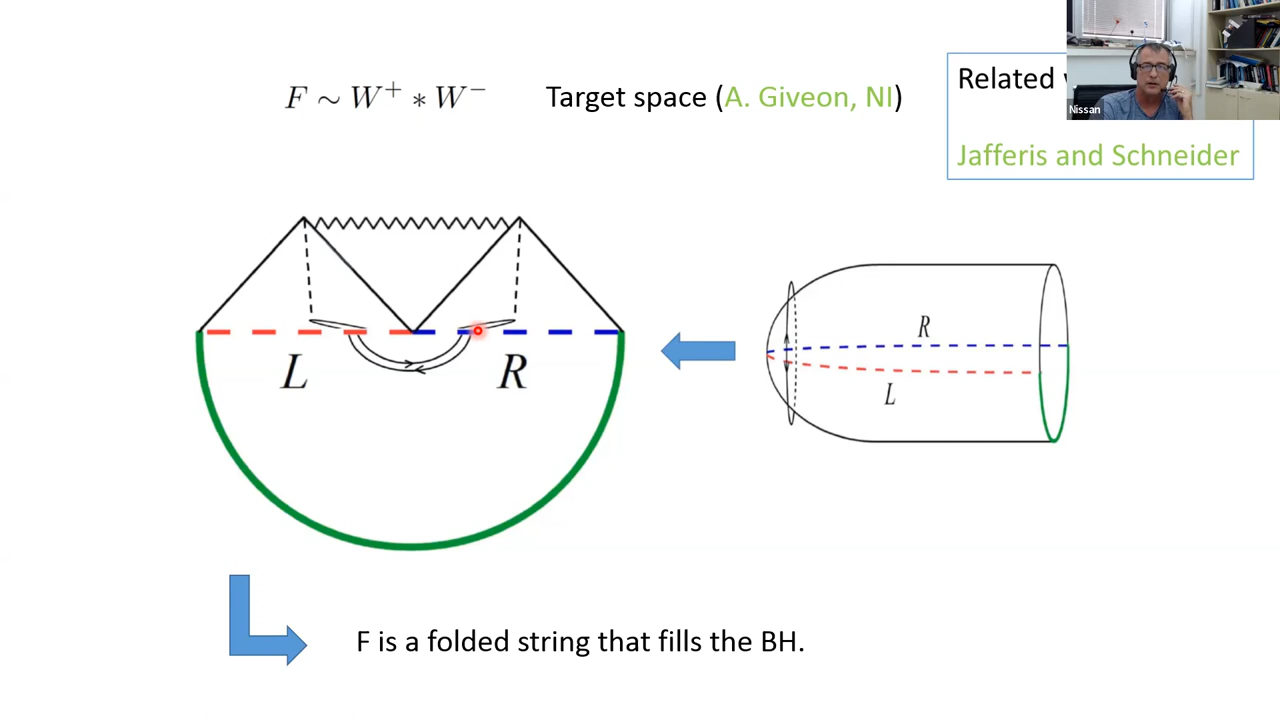 F ∼ W⁺ * W⁻ Target space (A. Giveon, NI)
Related
Nissan
Jafferis and Schneider
L R
R
L
F is a folded string that fills the BH.